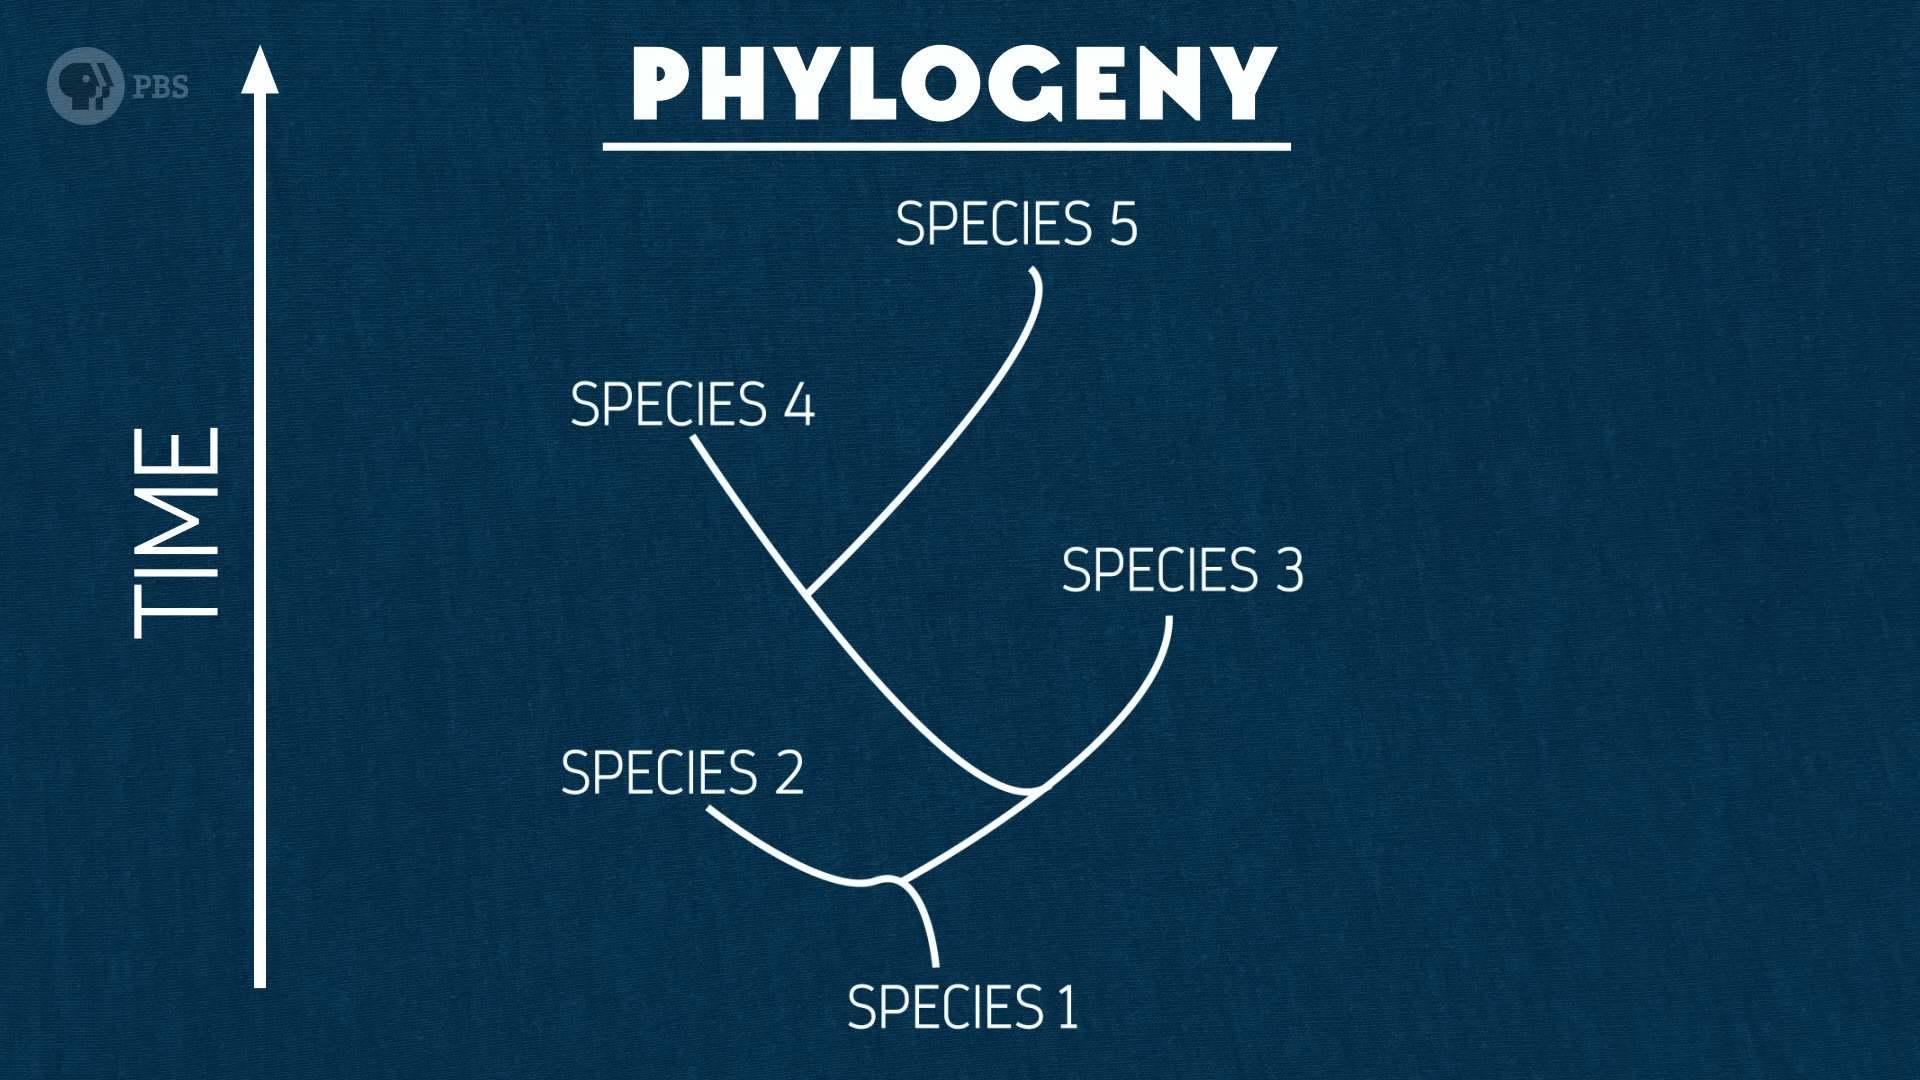 PBS
PHYLOGENY
SPECIES 5
SPECIES 4
TIME
SPECIES 3
SPECIES 2
SPECIES 1